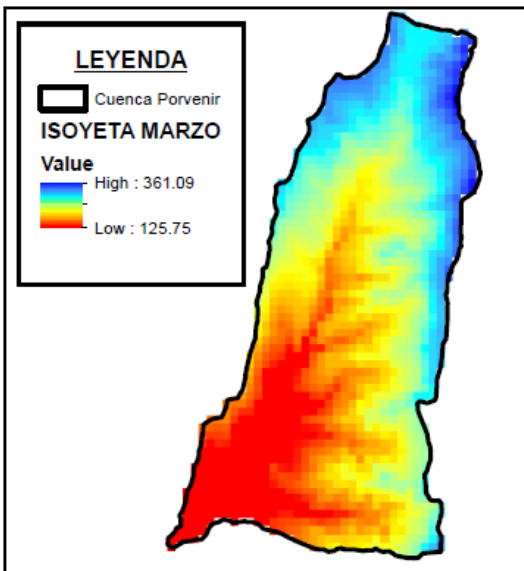 LEYENDA
Cuenca Porvenir
ISOYETA MARZO
Value
High : 361.09
Low : 125.75